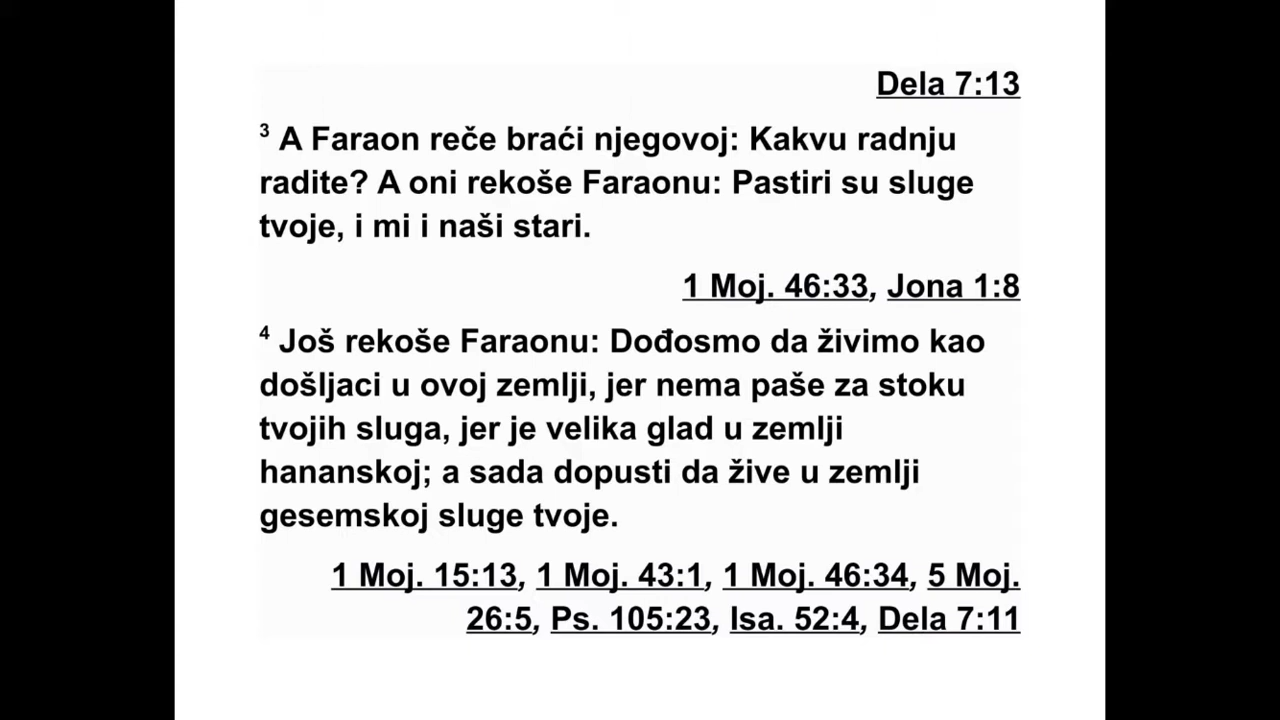 Dela 7:13
3 A Faraon reče braći njegovoj: Kakvu radnju
radite? A oni rekoše Faraonu: Pastiri su sluge
tvoje, i mi i naši stari.
1 Moj. 46:33, Jona 1:8
4 Još rekoše Faraonu: Dođosmo da živimo kao
došljaci u ovoj zemlji, jer nema paše za stoku
tvojih sluga, jer je velika glad u zemlji
hananskoj; a sada dopusti da žive u zemlji
gesemskoj sluge tvoje.
1 Moj. 15:13, 1 Moj. 43:1, 1 Moj. 46:34, 5 Moj.
26:5, Ps. 105:23, Isa. 52:4, Dela 7:11